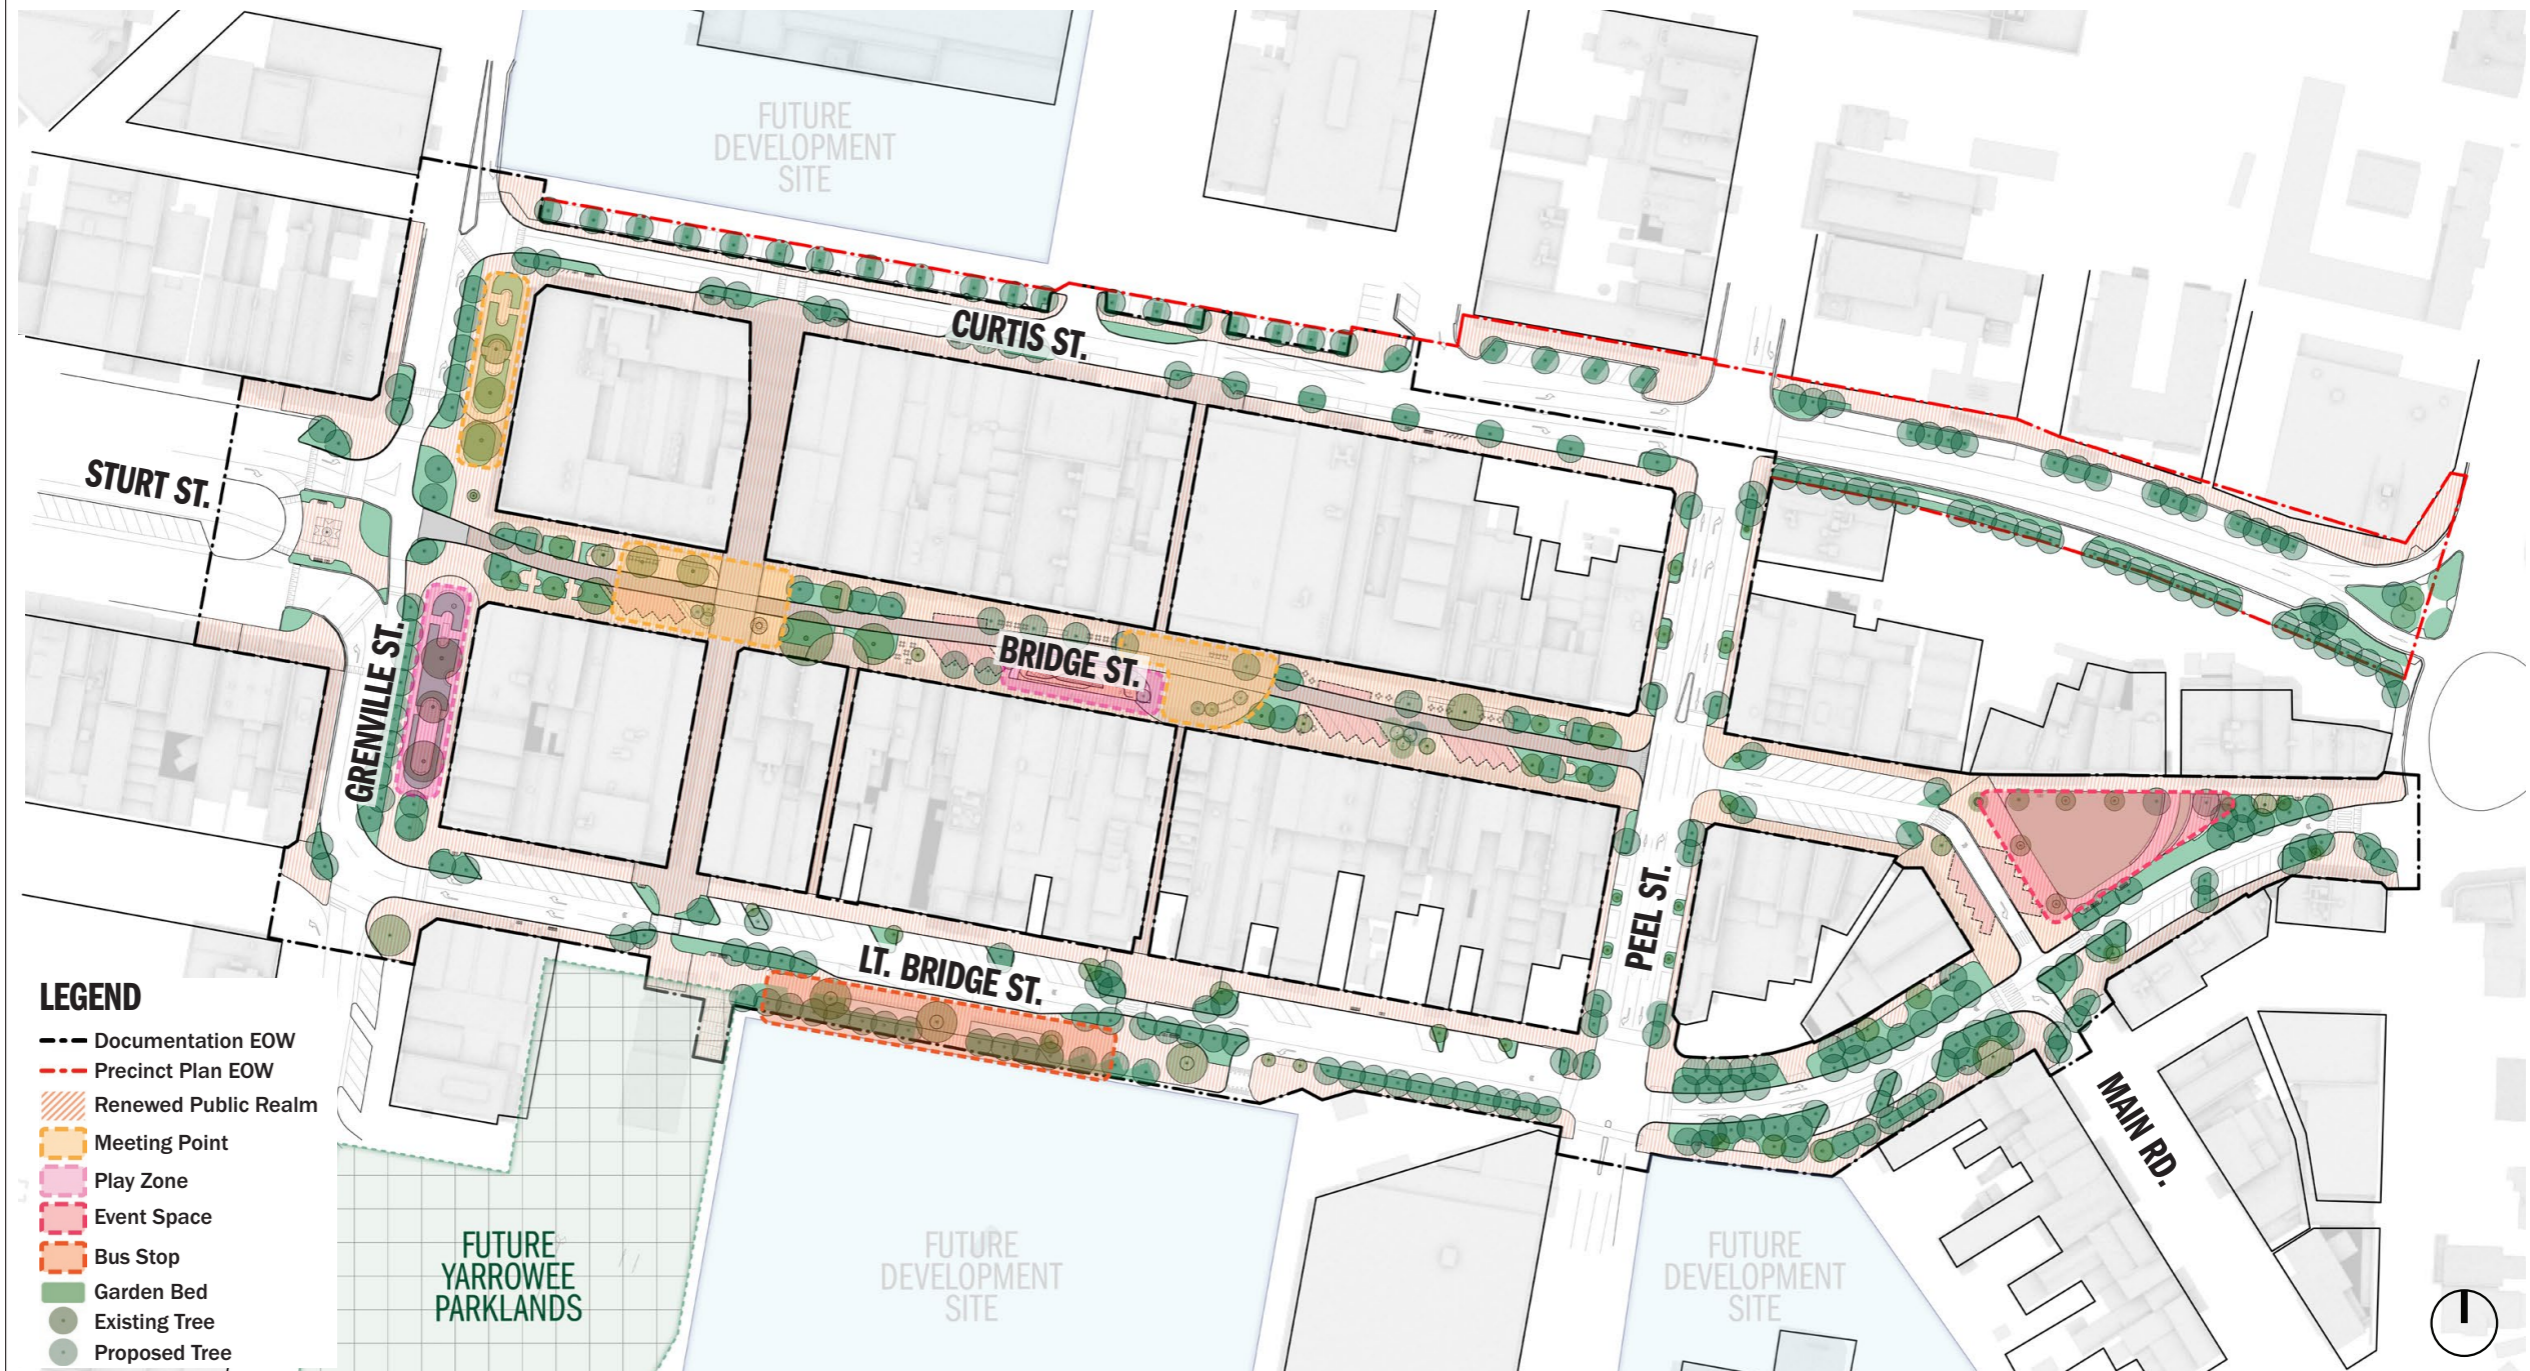 FUTURE
DEVELOPMENT
SITE
CURTIS ST.
STURT ST.
BRIDGE ST.
GRENVILLE ST.
PEEL ST.
LT. BRIDGE ST.
MAIN RD.
FUTURE
YARROWEE
PARKLANDS
FUTURE
DEVELOPMENT
SITE
FUTURE
DEVELOPMENT
SITE
LEGEND
Documentation EOW
Precinct Plan EOW
Renewed Public Realm
Meeting Point
Play Zone
Event Space
Bus Stop
Garden Bed
Existing Tree
Proposed Tree